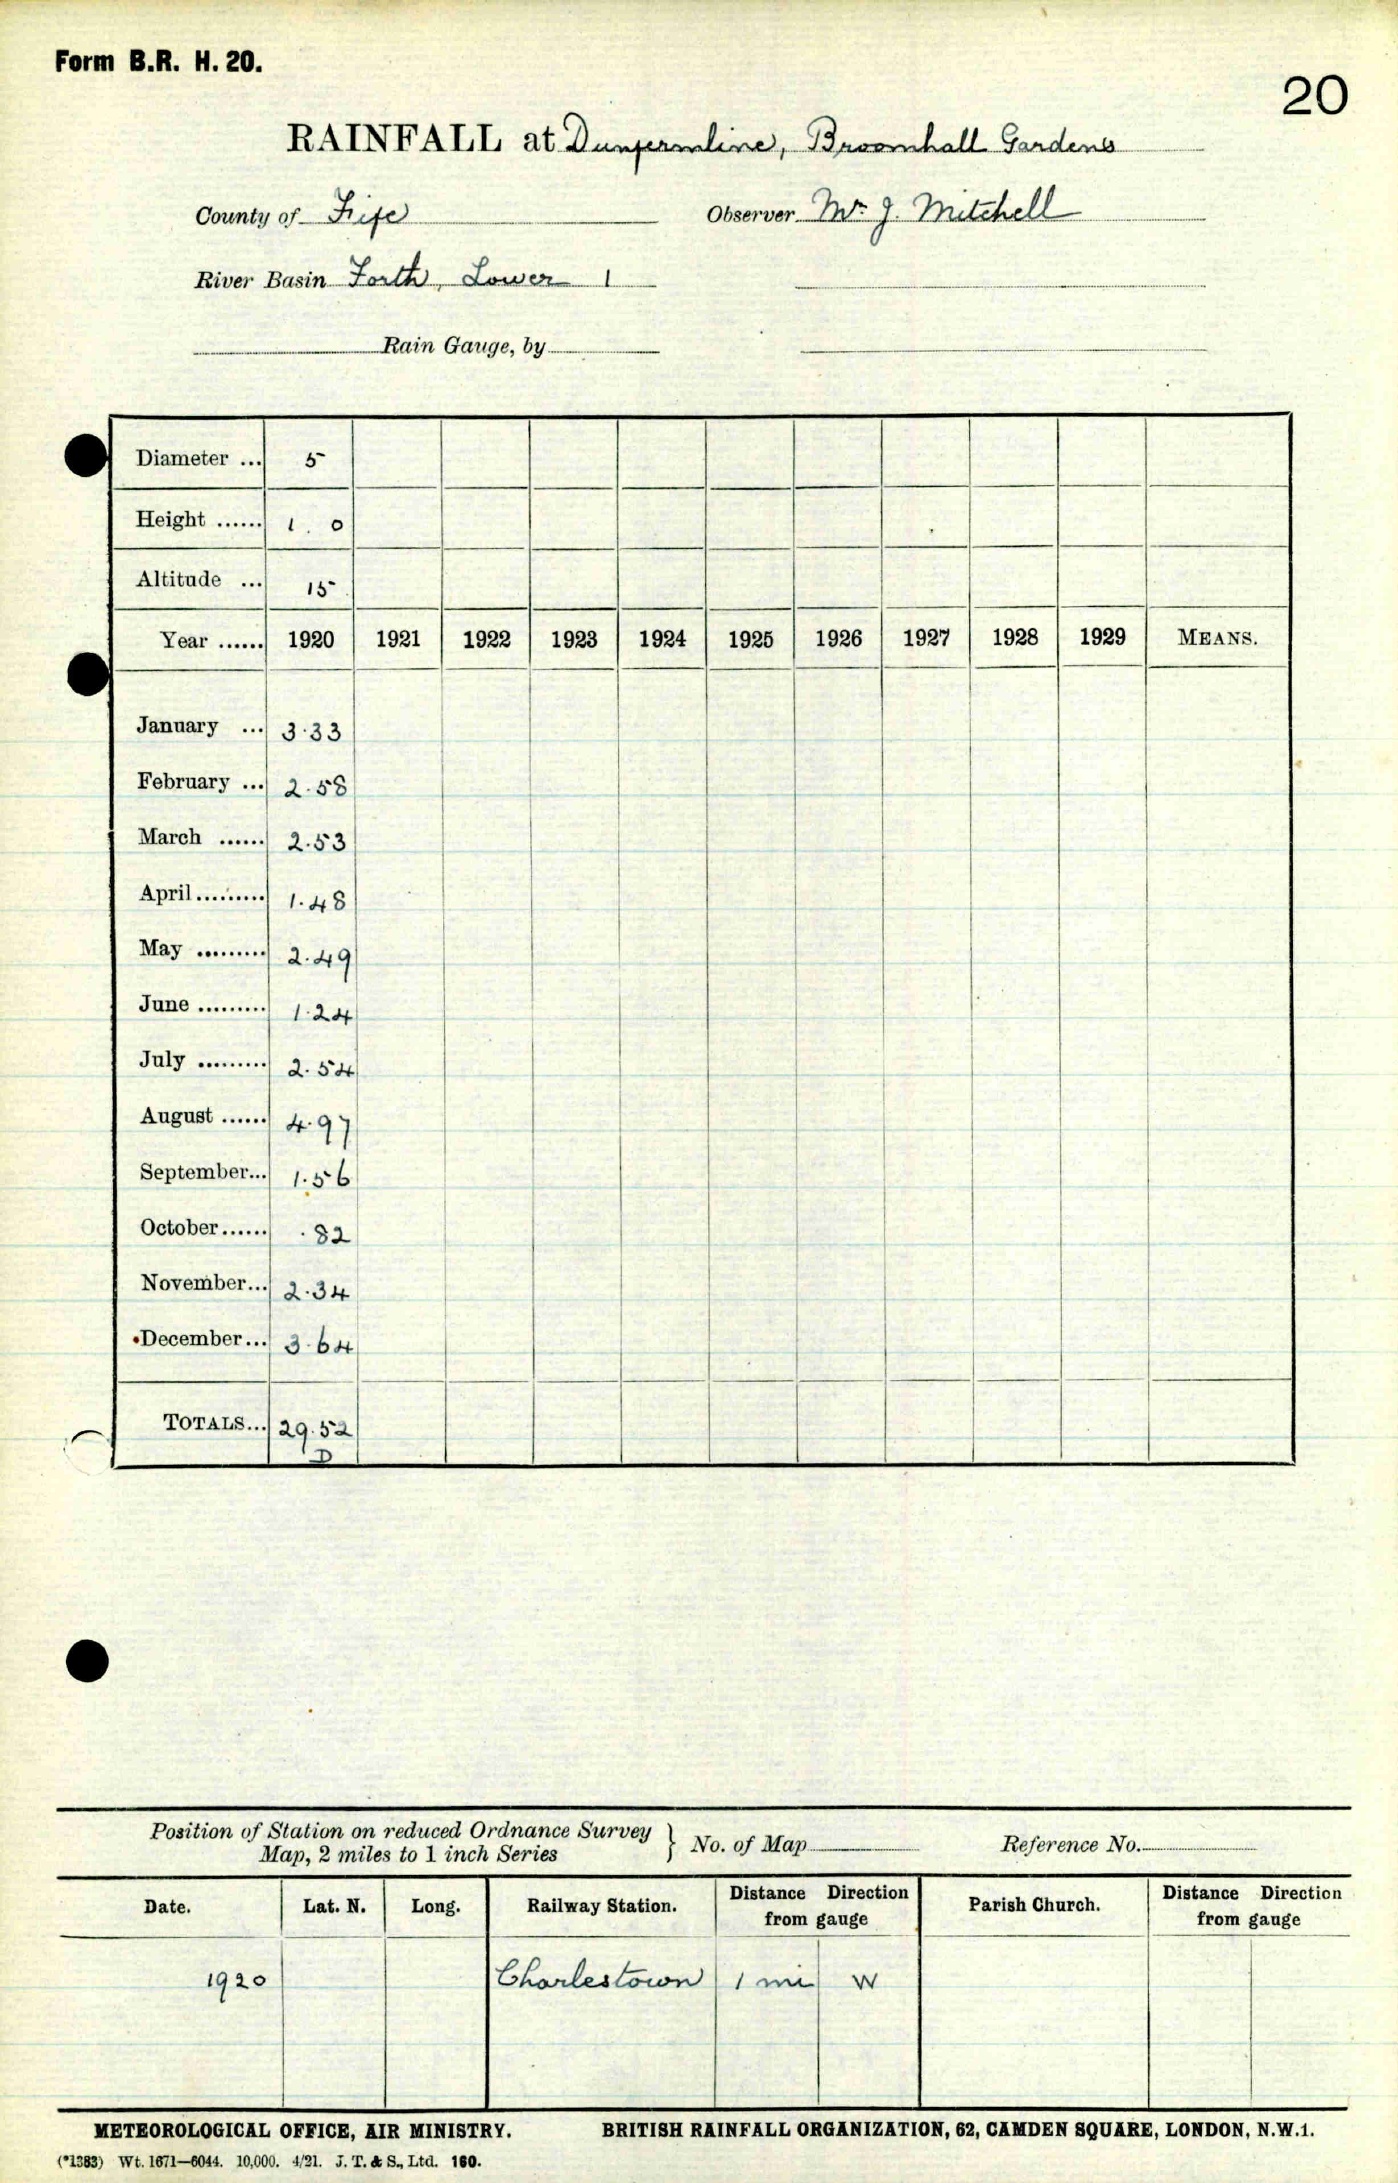 Form B.R. H. 20.
20
RAINFALL at Dunfermline, Broomhall Gardens
County of Fife Observer Mr. J. Mitchell
River Basin Forth, Lower 1
Rain Gauge, by
Diameter ... 5
Height ...... 1. 0
Altitude ... 15
Year ...... 1920 1921 1922 1923 1924 1925 1926 1927 1928 1929 MEANS.
January ... 3.33
February ... 2.58
March ...... 2.53
April......... 1.48
May ......... 2.49
June ......... 1.24
July ......... 2.54
August ...... 4.97
September... 1.56
October...... .82
November... 2.34
December... 3.64
TOTALS... 29.52
D
Position of Station on reduced Ordnance Survey
Map, 2 miles to 1 inch Series } No. of Map Reference No.
Date. Lat. N. Long. Railway Station. Distance Direction from gauge Parish Church. Distance Direction from gauge
1920 Charlestown 1 mi W
METEOROLOGICAL OFFICE, AIR MINISTRY. BRITISH RAINFALL ORGANIZATION, 62, CAMDEN SQUARE, LONDON, N.W.1.
(*1383) Wt. 1671—6044. 10,000. 4/21. J. T. & S., Ltd. 160.